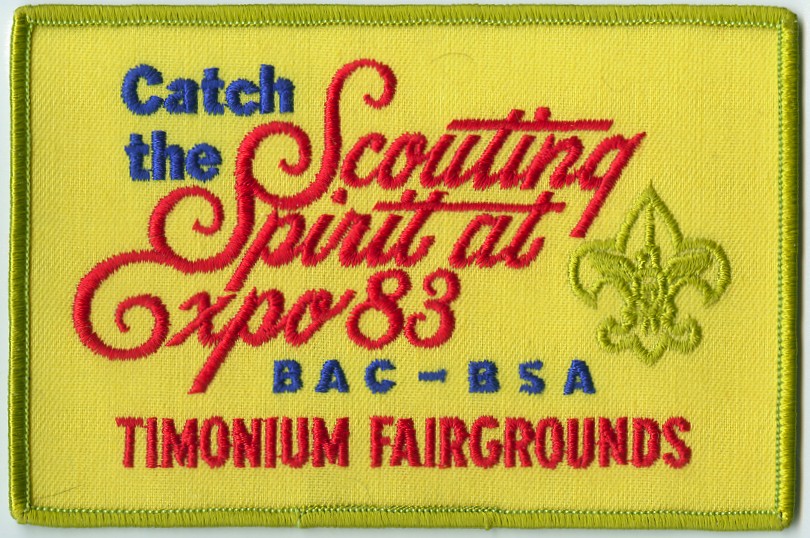 Catch
the Scouting
Spirit at
Expo 83
BAC-BSA
TIMONIUM FAIRGROUNDS